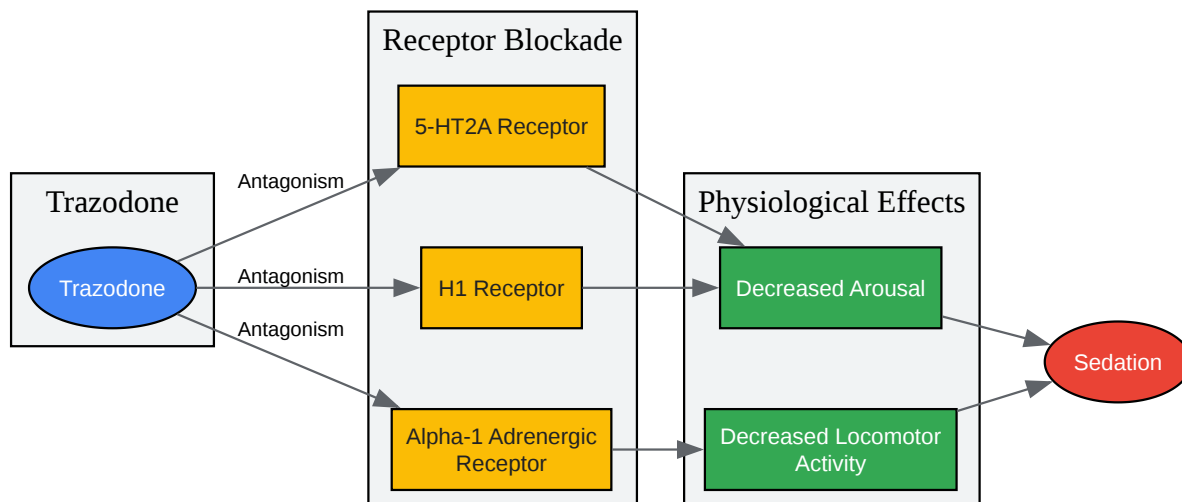 Receptor Blockade
5-HT2A Receptor
Antagonism
Trazodone
Physiological Effects
Trazodone
Antagonism
H1 Receptor
Decreased Arousal
Antagonism
Sedation
Alpha-1 Adrenergic
Receptor
Decreased Locomotor
Activity